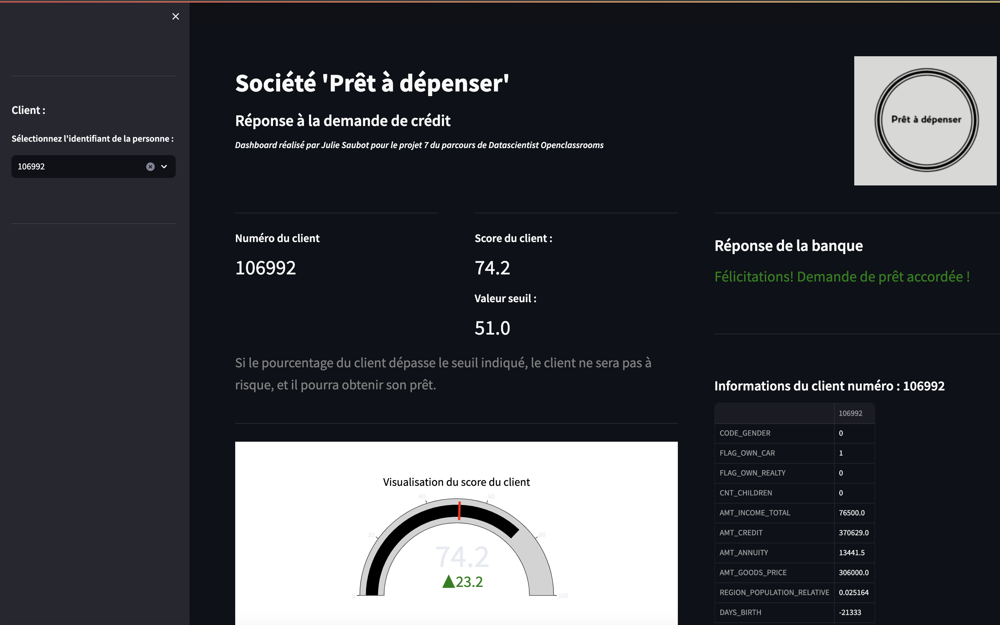 Client :
Sélectionnez l'identifiant de la personne :
106992
Société 'Prêt à dépenser'
Réponse à la demande de crédit
Dashboard réalisé par Julie Saubot pour le projet 7 du parcours de Datascientist Openclassrooms
Prêt à dépenser
Numéro du client
106992
Score du client :
74.2
Valeur seuil :
51.0
Si le pourcentage du client dépasse le seuil indiqué, le client ne sera pas à
risque, et il pourra obtenir son prêt.
Réponse de la banque
Félicitations! Demande de prêt accordée !
Visualisation du score du client
0
20
40
60
80
100
74.2
▲23.2
Informations du client numéro : 106992
106992
CODE_GENDER 0
FLAG_OWN_CAR 1
FLAG_OWN_REALTY 0
CNT_CHILDREN 0
AMT_INCOME_TOTAL 76500.0
AMT_CREDIT 370629.0
AMT_ANNUITY 13441.5
AMT_GOODS_PRICE 306000.0
REGION_POPULATION_RELATIVE 0.025164
DAYS_BIRTH -21333